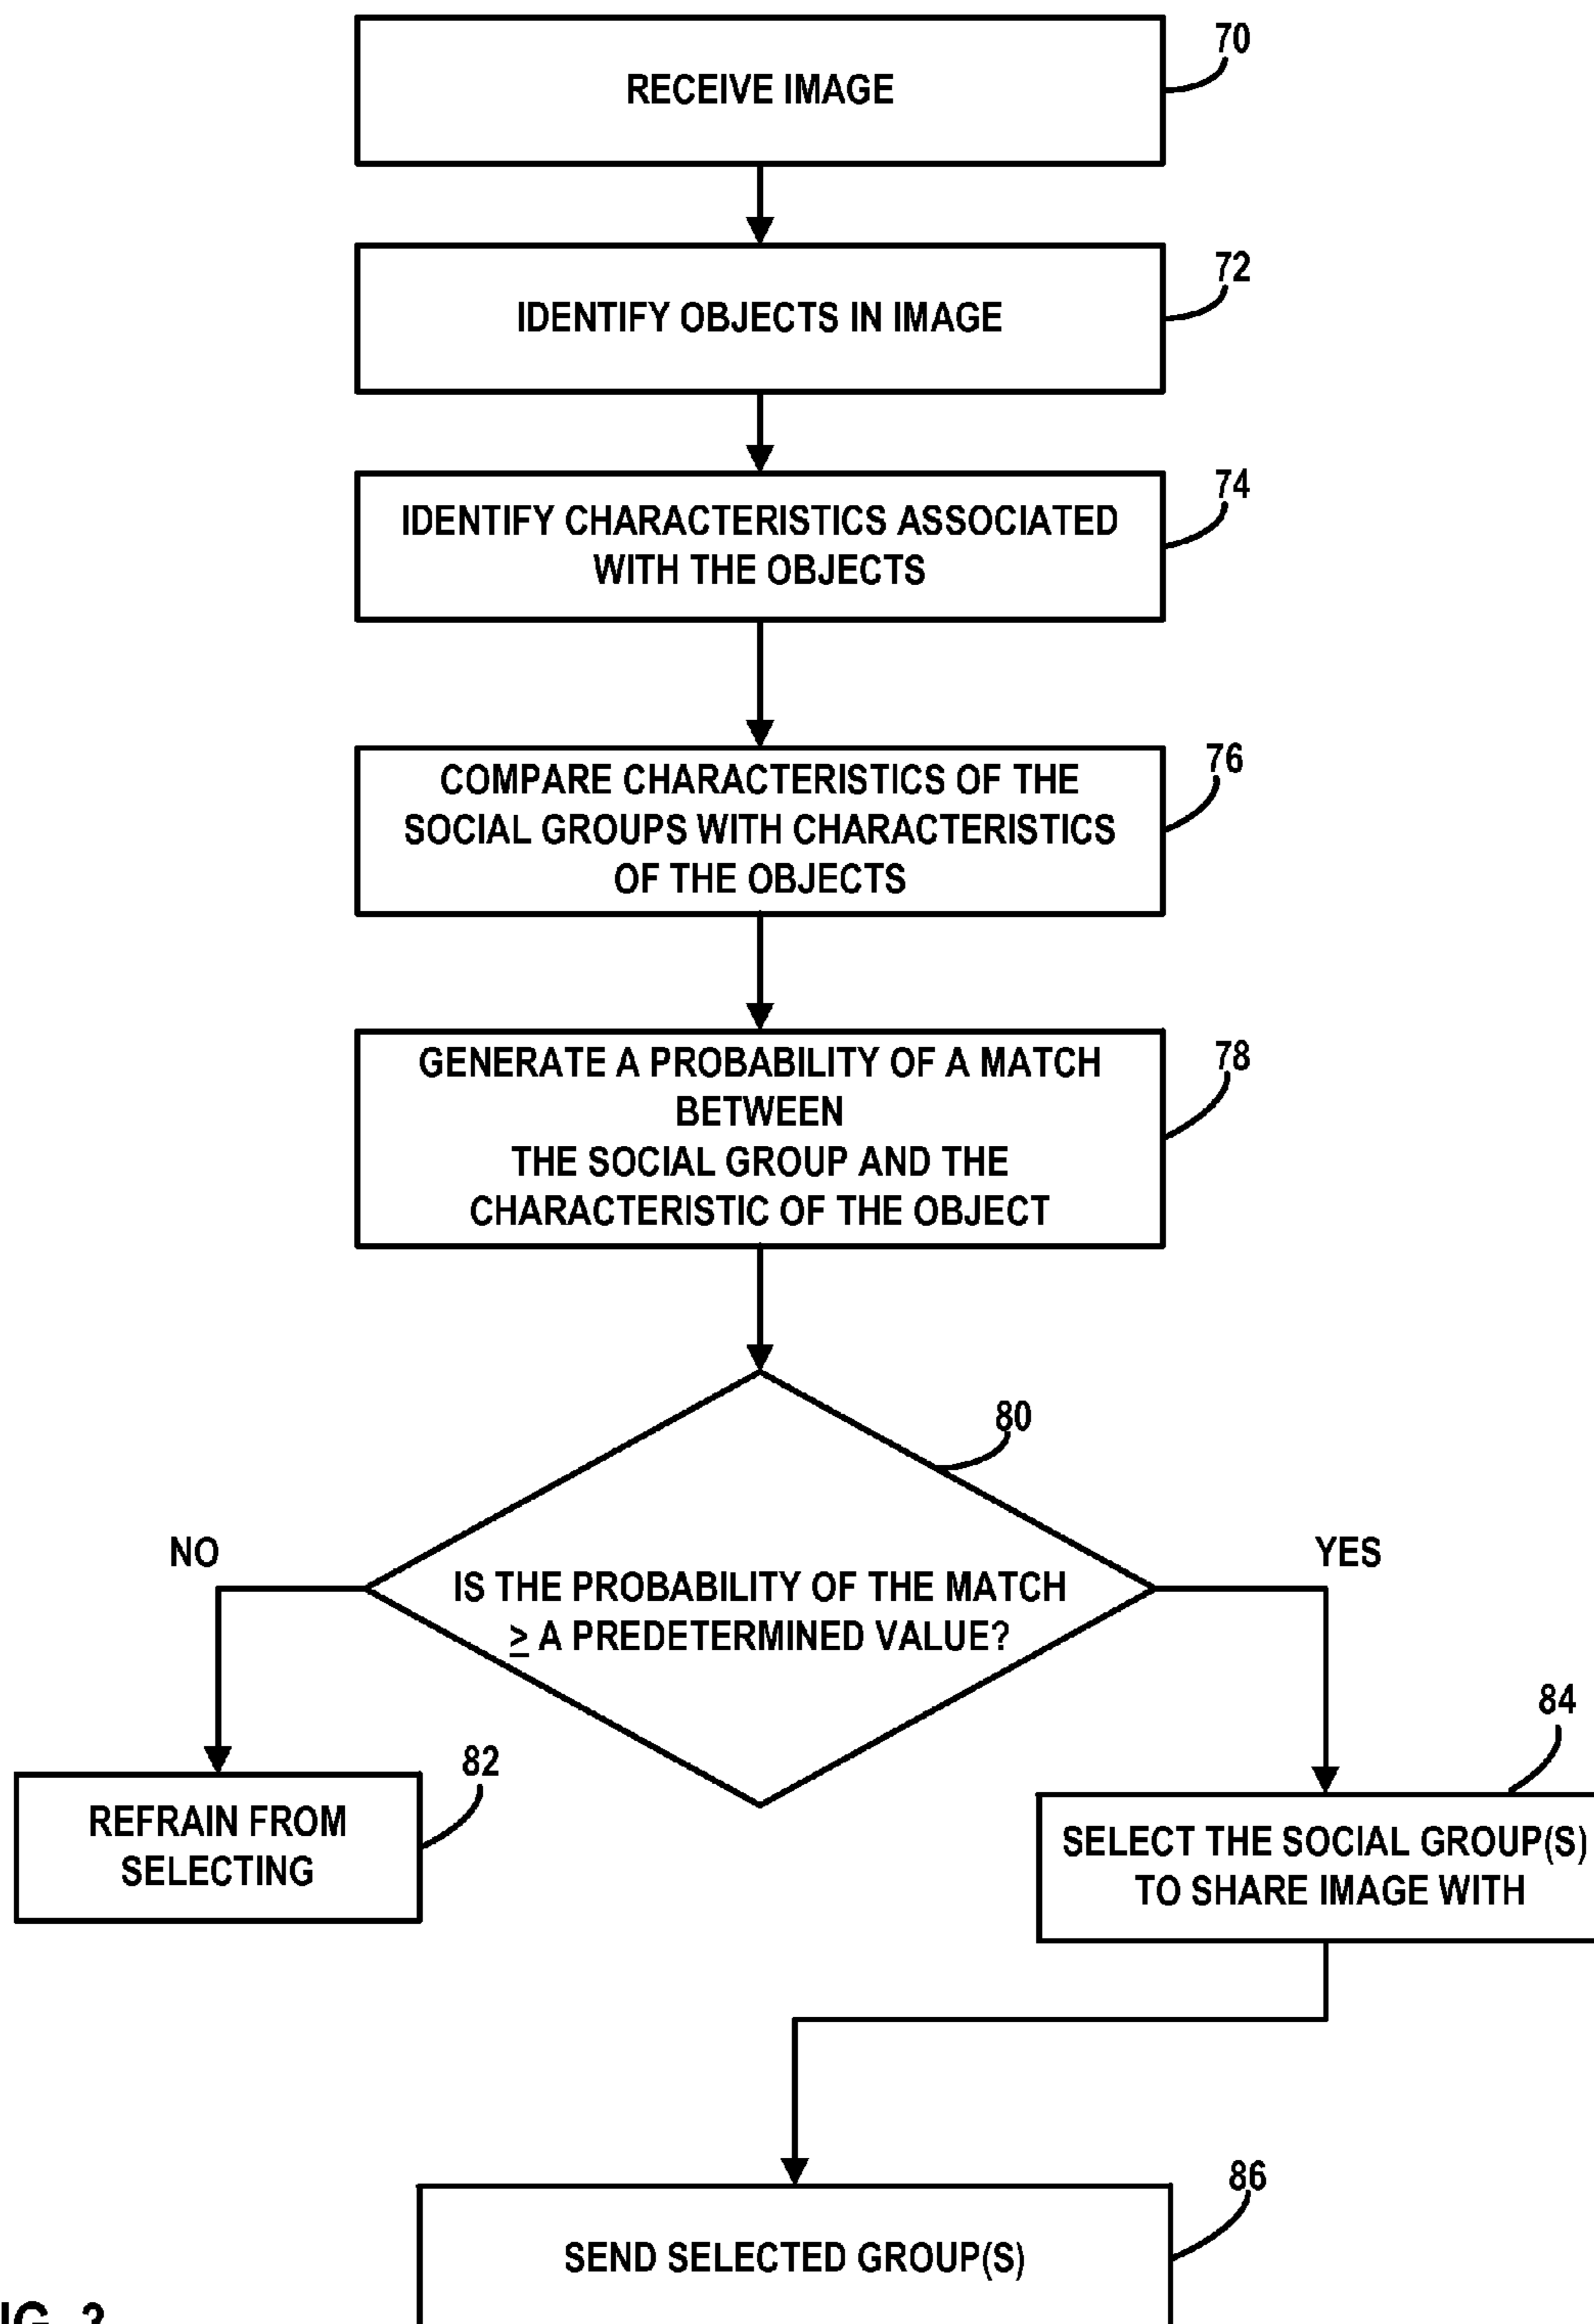 RECEIVE IMAGE
70
IDENTIFY OBJECTS IN IMAGE
72
IDENTIFY CHARACTERISTICS ASSOCIATED
WITH THE OBJECTS
74
COMPARE CHARACTERISTICS OF THE
SOCIAL GROUPS WITH CHARACTERISTICS
OF THE OBJECTS
76
GENERATE A PROBABILITY OF A MATCH
BETWEEN
THE SOCIAL GROUP AND THE
CHARACTERISTIC OF THE OBJECT
78
80
NO
YES
IS THE PROBABILITY OF THE MATCH
≥ A PREDETERMINED VALUE?
82
REFRAIN FROM
SELECTING
84
SELECT THE SOCIAL GROUP(S)
TO SHARE IMAGE WITH
86
SEND SELECTED GROUP(S)